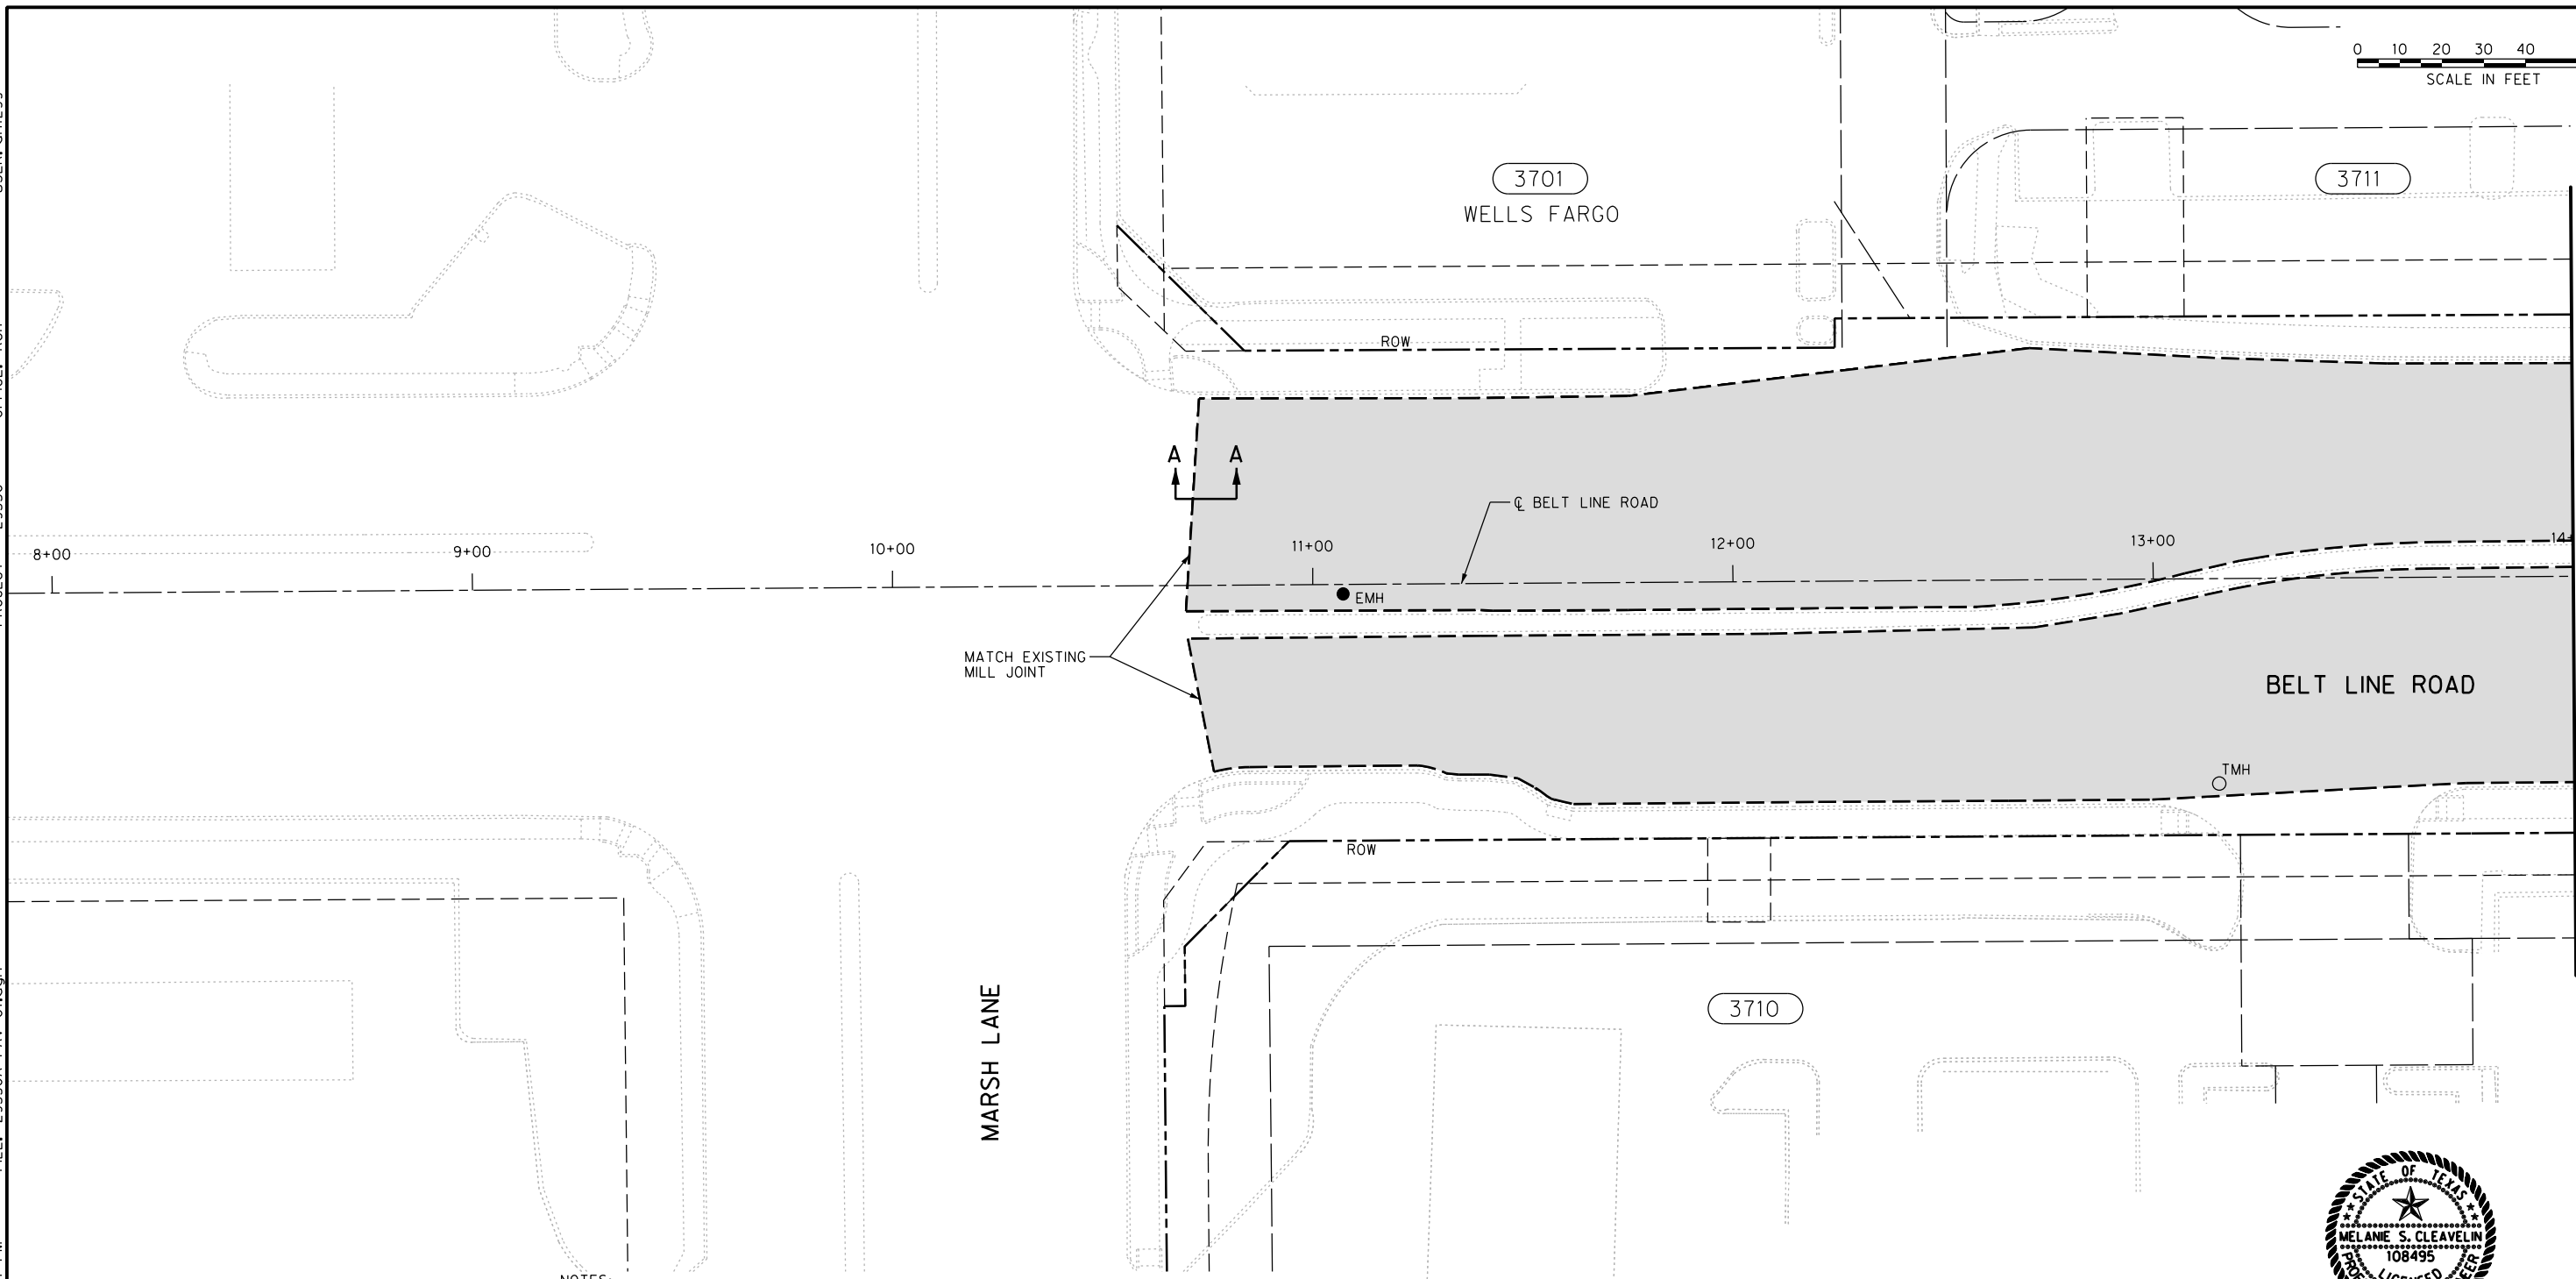 0 10 20 30 40
SCALE IN FEET
3701
WELLS FARGO
3711
ROW
A A
℄ BELT LINE ROAD
8+00
9+00
10+00
11+00
12+00
13+00
EMH
MATCH EXISTING
MILL JOINT
BELT LINE ROAD
TMH
ROW
MARSH LANE
3710
STATE OF TEXAS
MELANIE S. CLEAVELIN
108495
LICENSED
NOTES: